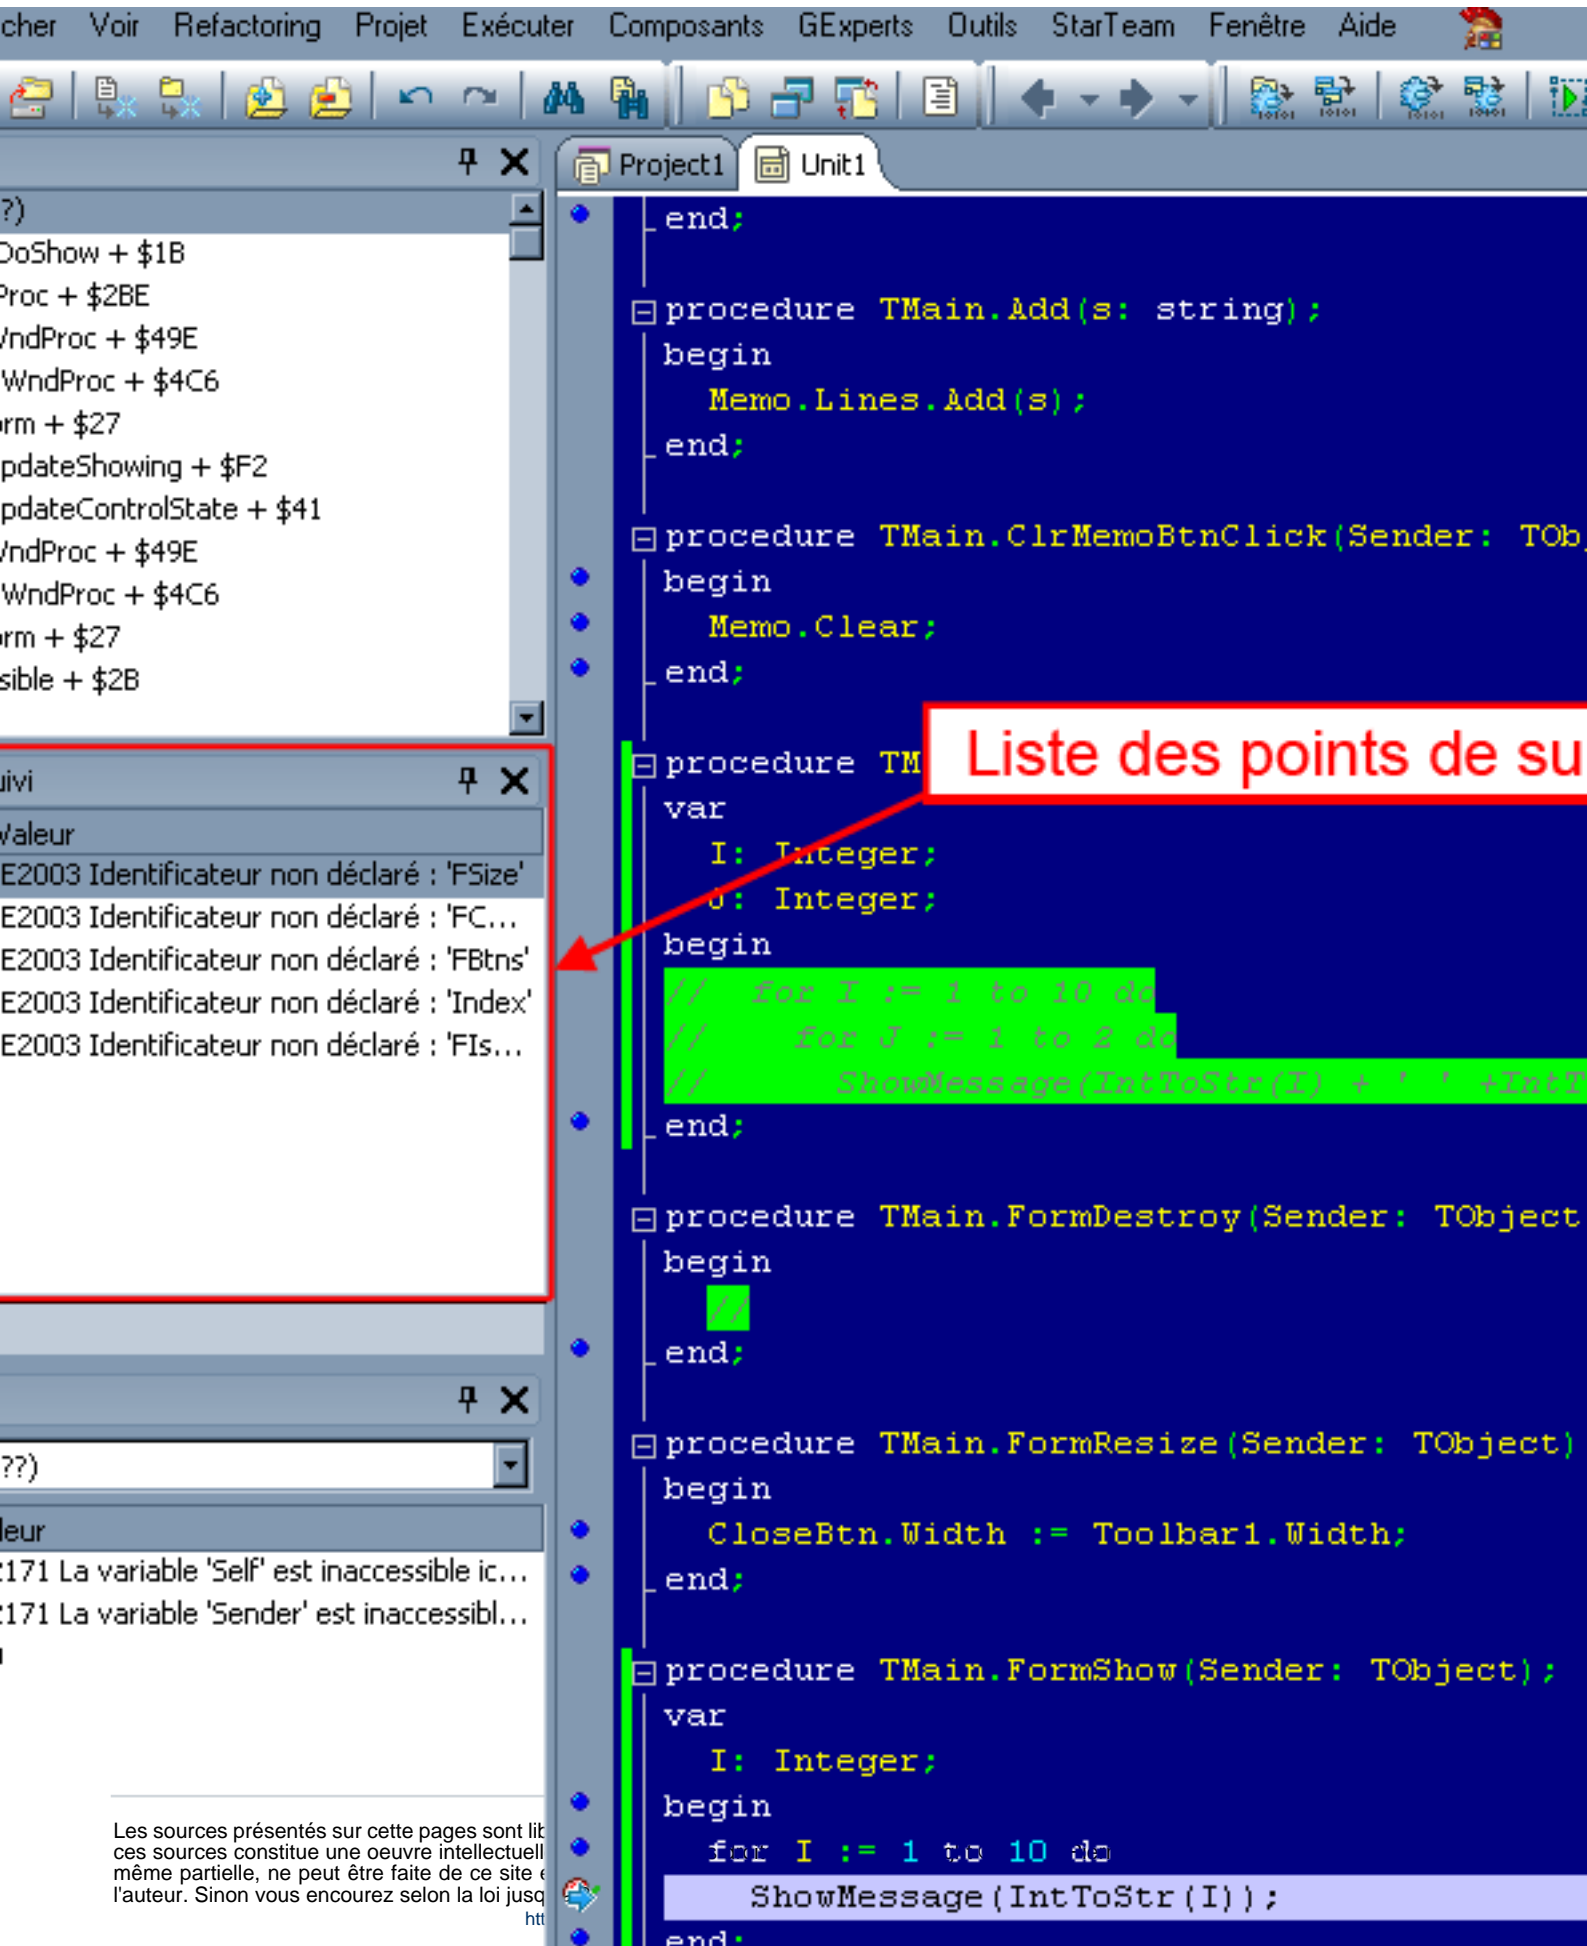 cher Voir Refactoring Projet Exécuter Composants GExperts Outils StarTeam Fenêtre Aide
Project1 Unit1
?)
DoShow + $1B
Proc + $2BE
WndProc + $49E
WndProc + $4C6
orm + $27
pdateShowing + $F2
pdateControlState + $41
WndProc + $49E
WndProc + $4C6
orm + $27
sible + $2B
uivi
Valeur
E2003 Identificateur non déclaré : 'FSize'
E2003 Identificateur non déclaré : 'FC...
E2003 Identificateur non déclaré : 'FBtns'
E2003 Identificateur non déclaré : 'Index'
E2003 Identificateur non déclaré : 'FIs...
??)
leur
2171 La variable 'Self' est inaccessible ic...
2171 La variable 'Sender' est inaccessibl...
end;
procedure TMain.Add(s: string);
begin
Memo.Lines.Add(s);
end;
procedure TMain.ClrMemoBtnClick(Sender: TOb
begin
Memo.Clear;
end;
Liste des points de su
procedure TM
var
I: Integer;
J: Integer;
begin
// for I := 1 to 10 do
// for J := 1 to 2 do
// ShowMessage(IntToStr(I) + ' ' +IntT
end;
procedure TMain.FormDestroy(Sender: TObject
begin
//
end;
procedure TMain.FormResize(Sender: TObject)
begin
CloseBtn.Width := Toolbar1.Width;
end;
procedure TMain.FormShow(Sender: TObject);
var
I: Integer;
begin
for I := 1 to 10 do
ShowMessage(IntToStr(I));
end;
Les sources présentés sur cette pages sont lib
ces sources constitue une oeuvre intellectuell
même partielle, ne peut être faite de ce site e
l'auteur. Sinon vous encourez selon la loi jusq
htt